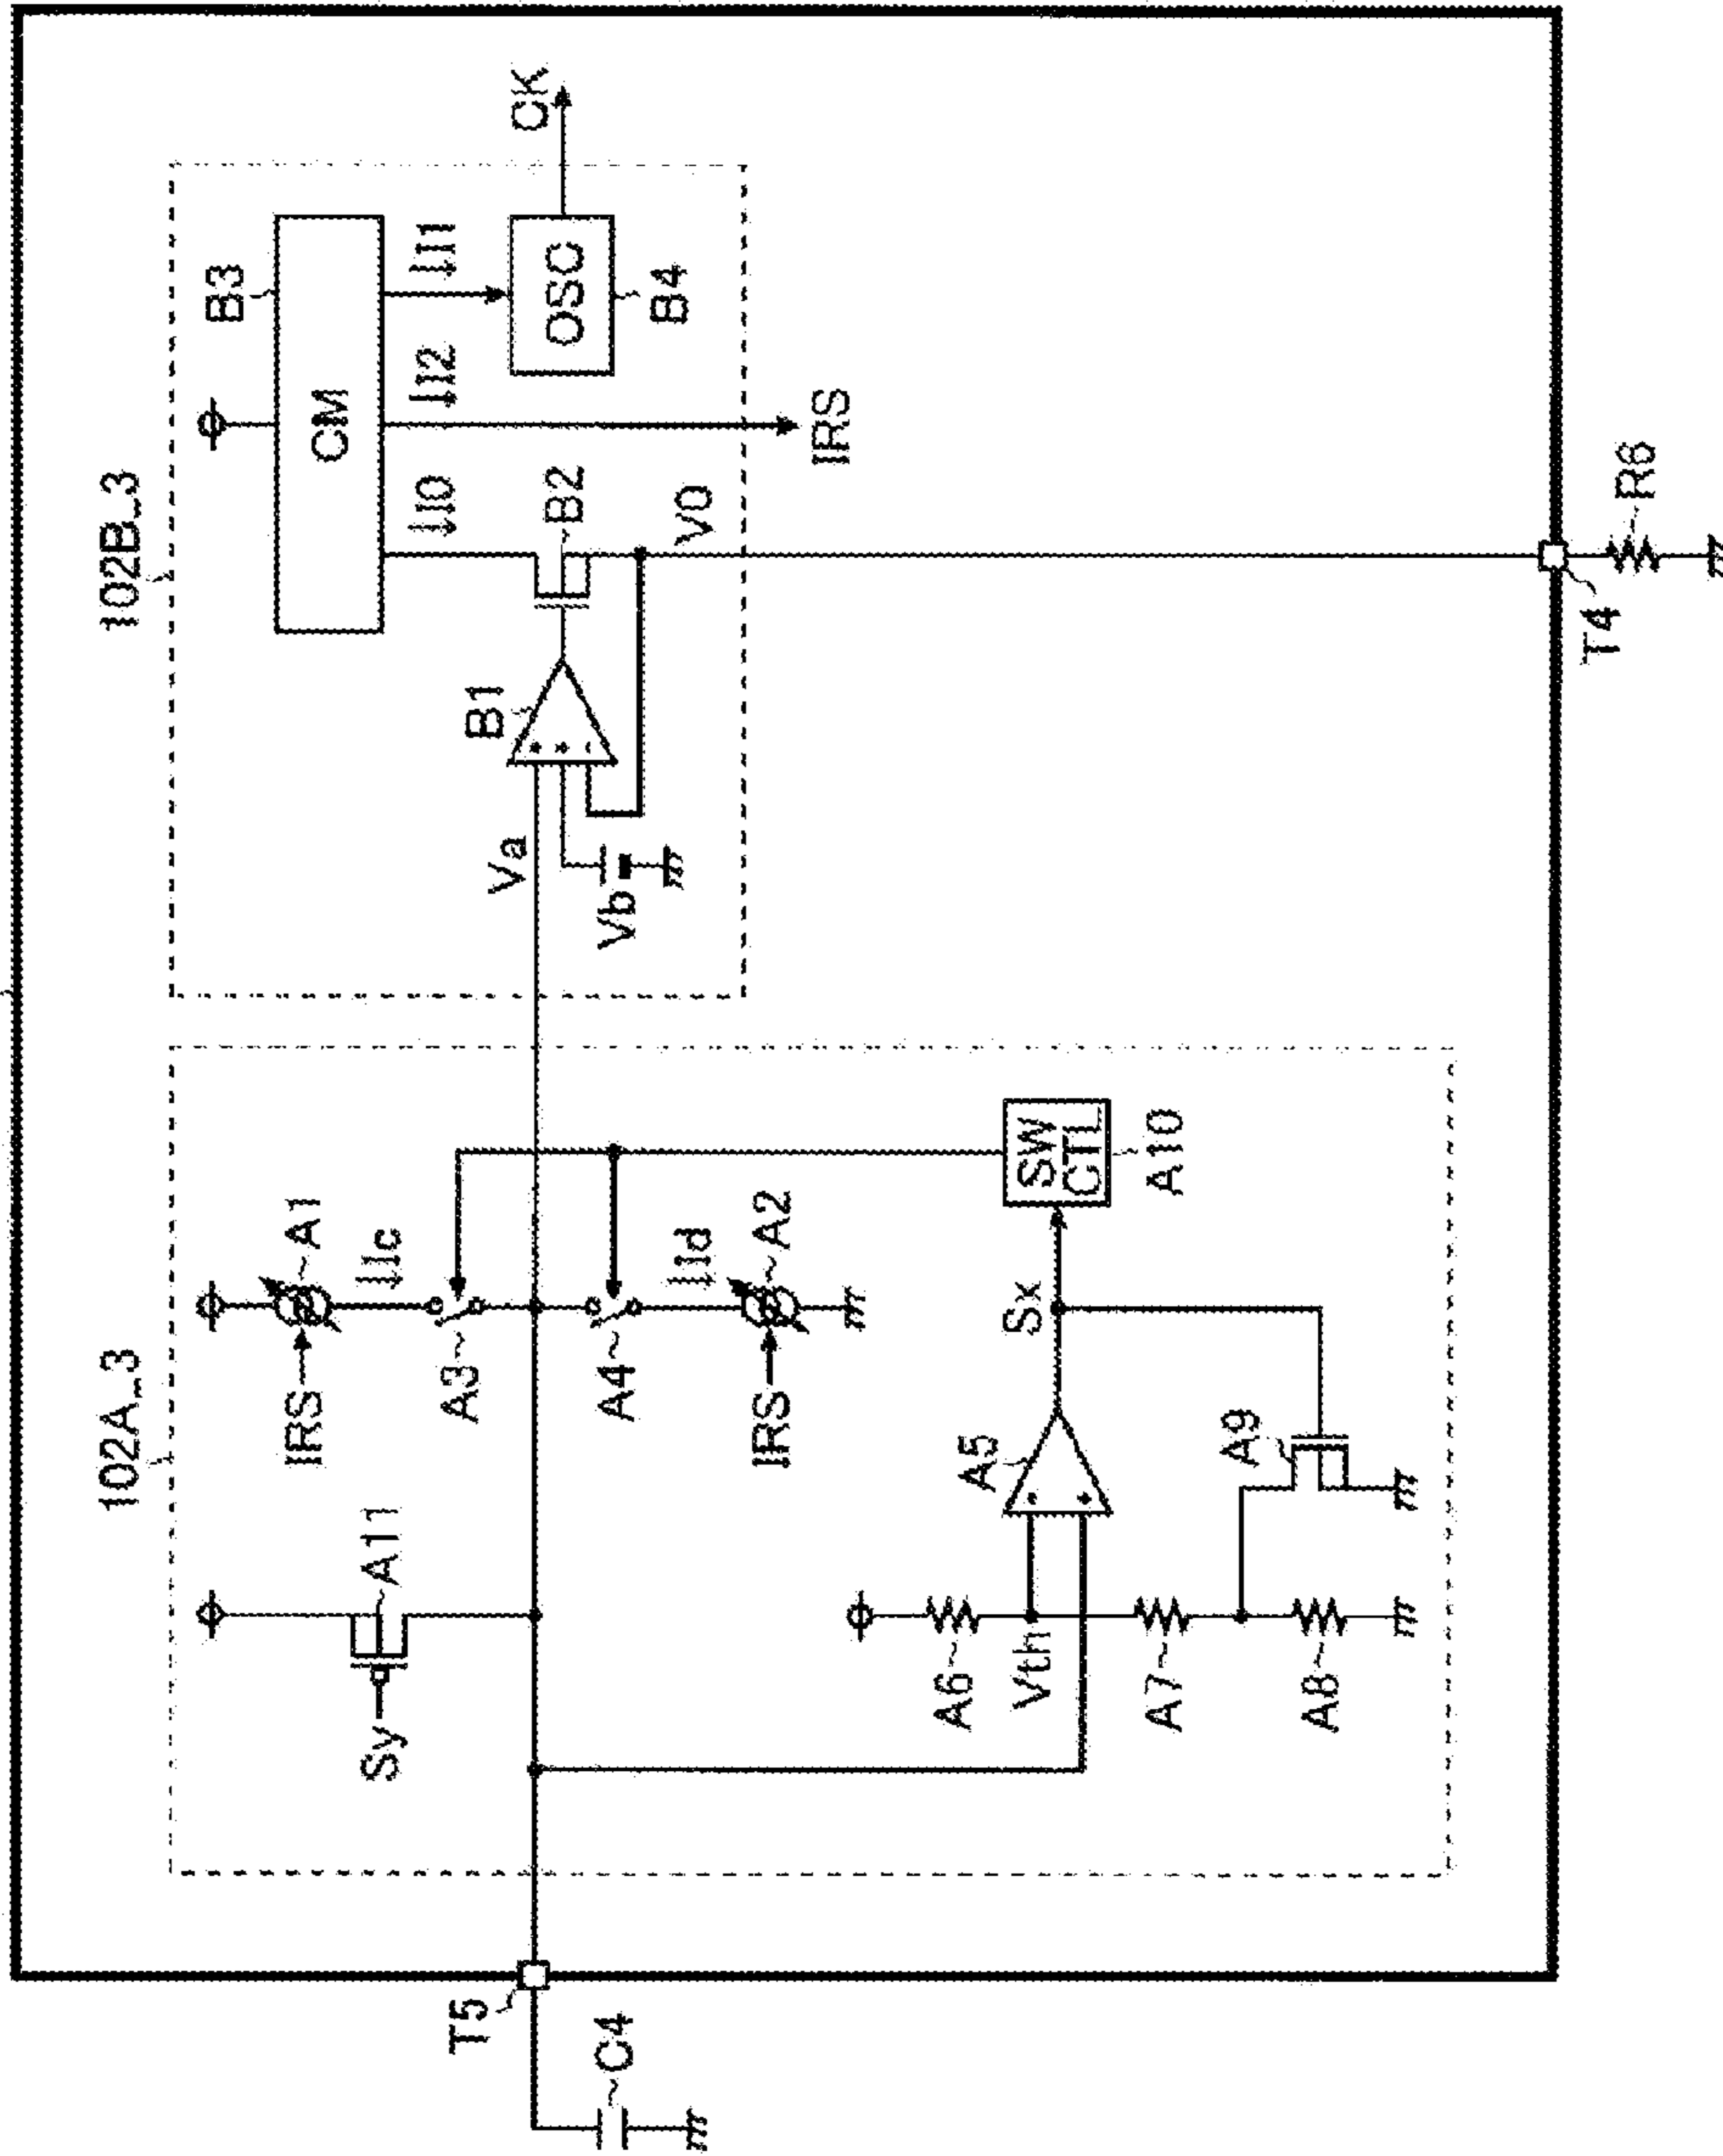 102A_3
102B_3
Sy
A11
IRS
A1
Ic
A3
A4
IRS
Id
A2
A6
Vth
A7
A8
A5
Sx
A9
SW
CTL
A10
T5
C4
Va
Vb
B1
B2
V0
CM
B3
I0
I2
I1
OSC
B4
CK
IRS
T4
R6